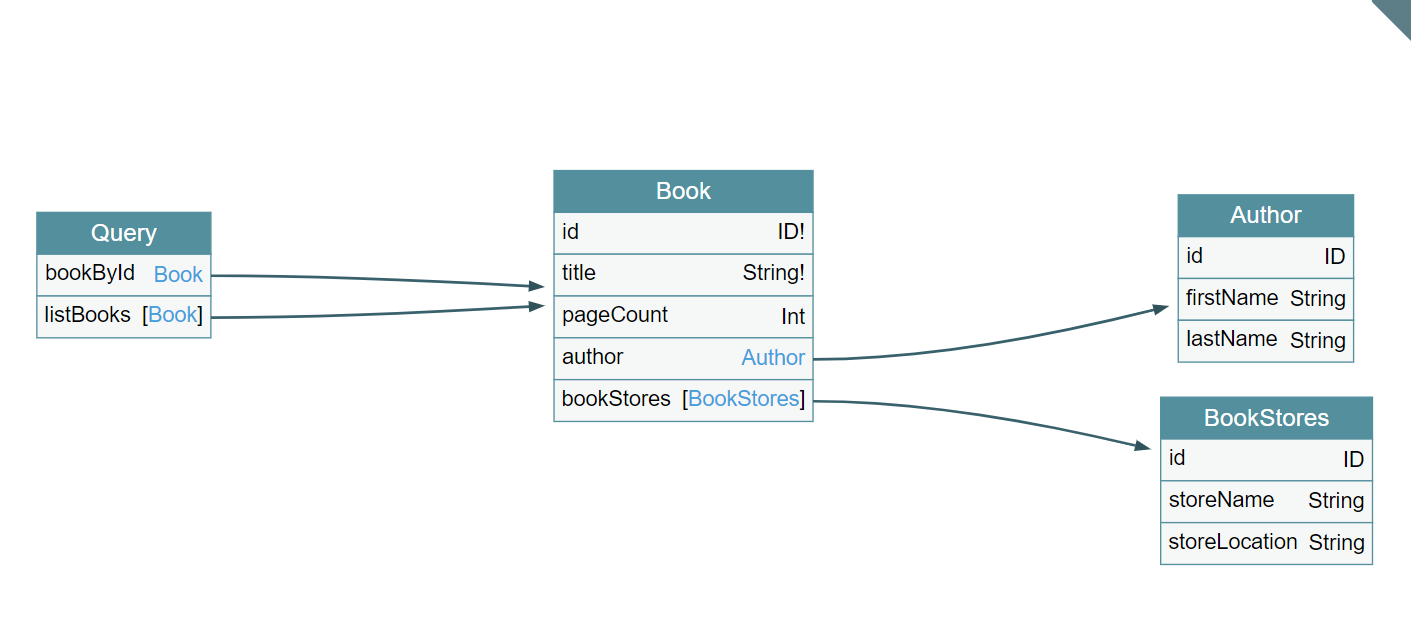 Query
bookById Book
listBooks [Book]
Book
id ID!
title String!
pageCount Int
author Author
bookStores [BookStores]
Author
id ID
firstName String
lastName String
BookStores
id ID
storeName String
storeLocation String